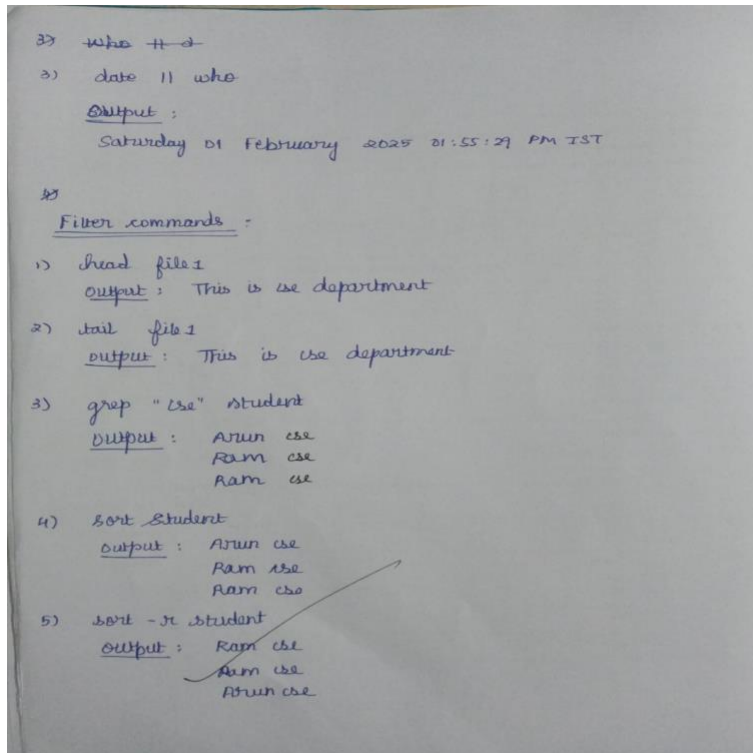 3) who || d
3) date || who
Output :
Saturday 01 February 2025 01:55:29 PM IST
Filter commands :-
1) head file1
output : This is cse department
2) tail file1
output : This is cse department
3) grep "cse" student
output : Arun cse
Ram cse
Ram cse
4) sort student
output : Arun cse
Ram cse
Ram cse
5) sort -r student
output : Ram cse
Ram cse
Arun cse